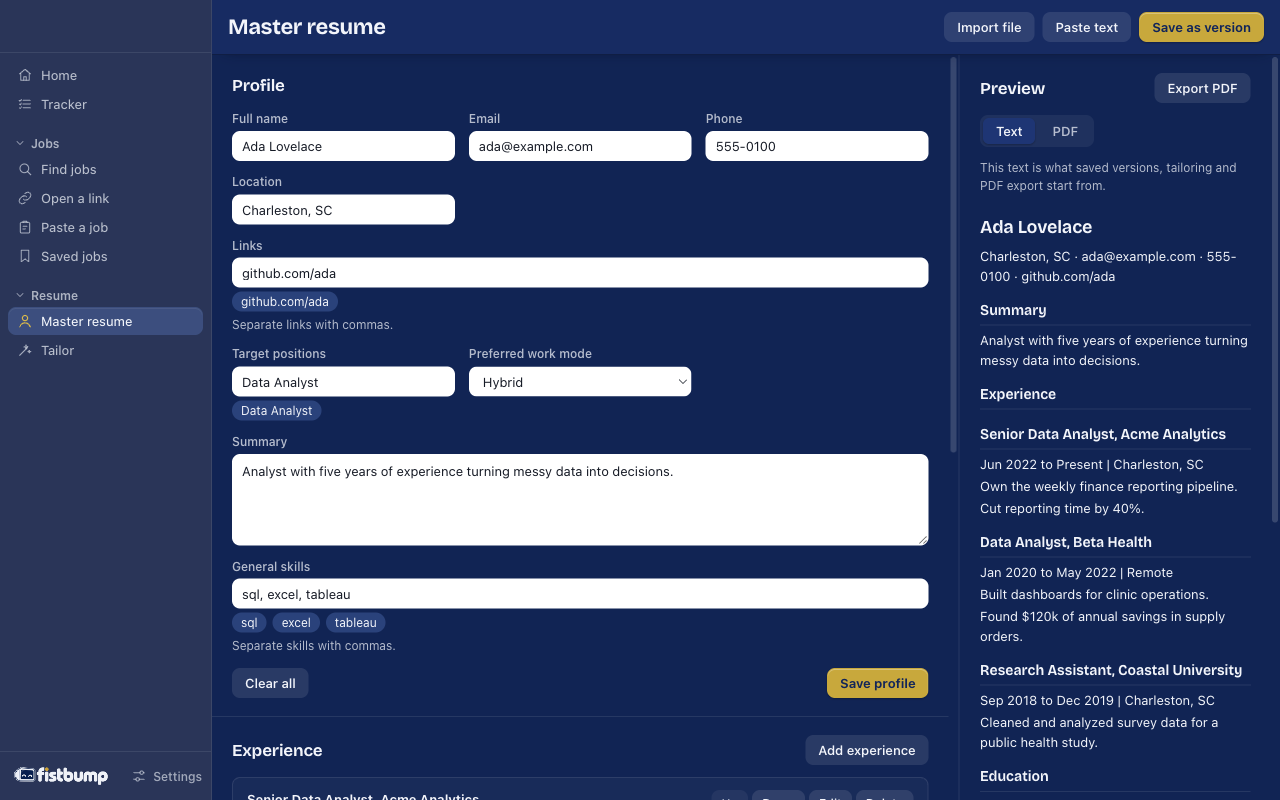 Master resume
Import file
Paste text
Save as version
Home
Tracker
Jobs
Find jobs
Open a link
Paste a job
Saved jobs
Resume
Master resume
Tailor
fistbump
Settings
Profile
Full name
Email
Phone
Ada Lovelace
ada@example.com
555-0100
Location
Charleston, SC
Links
github.com/ada
github.com/ada
Separate links with commas.
Target positions
Preferred work mode
Data Analyst
Hybrid
Data Analyst
Summary
Analyst with five years of experience turning messy data into decisions.
General skills
sql, excel, tableau
sql
excel
tableau
Separate skills with commas.
Clear all
Save profile
Experience
Add experience
Senior Data Analyst, Acme Analytics
Preview
Export PDF
Text
PDF
This text is what saved versions, tailoring and
PDF export start from.
Ada Lovelace
Charleston, SC · ada@example.com · 555-
0100 · github.com/ada
Summary
Analyst with five years of experience turning
messy data into decisions.
Experience
Senior Data Analyst, Acme Analytics
Jun 2022 to Present | Charleston, SC
Own the weekly finance reporting pipeline.
Cut reporting time by 40%.
Data Analyst, Beta Health
Jan 2020 to May 2022 | Remote
Built dashboards for clinic operations.
Found $120k of annual savings in supply
orders.
Research Assistant, Coastal University
Sep 2018 to Dec 2019 | Charleston, SC
Cleaned and analyzed survey data for a
public health study.
Education